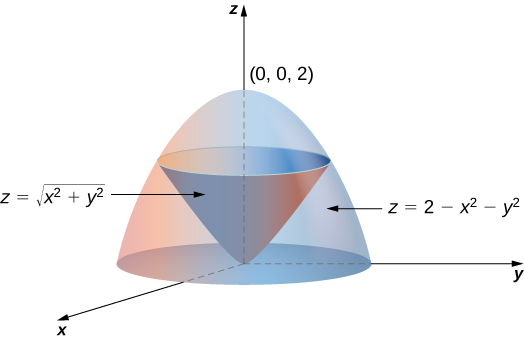 z
(0, 0, 2)
z = √x² + y²
z = 2 − x² − y²
y
x